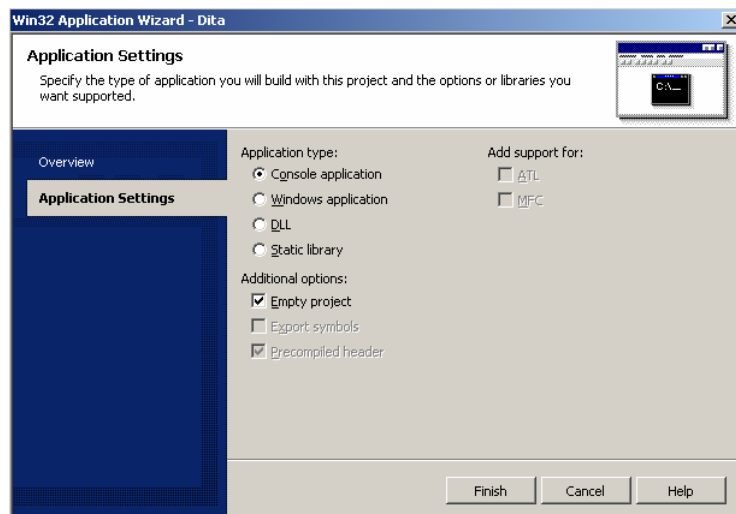 Win32 Application Wizard - Dita
Application Settings
Specify the type of application you will build with this project and the options or libraries you
want supported.
C:\_
Overview
Application Settings
Application type:
Console application
Windows application
DLL
Static library
Additional options:
Empty project
Export symbols
Precompiled header
Add support for:
ATL
MFC
Finish
Cancel
Help